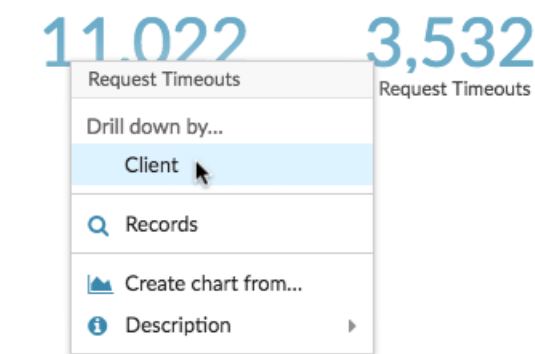 11,022
3,532
Request Timeouts
Request Timeouts
Drill down by...
Client
Records
Create chart from...
Description